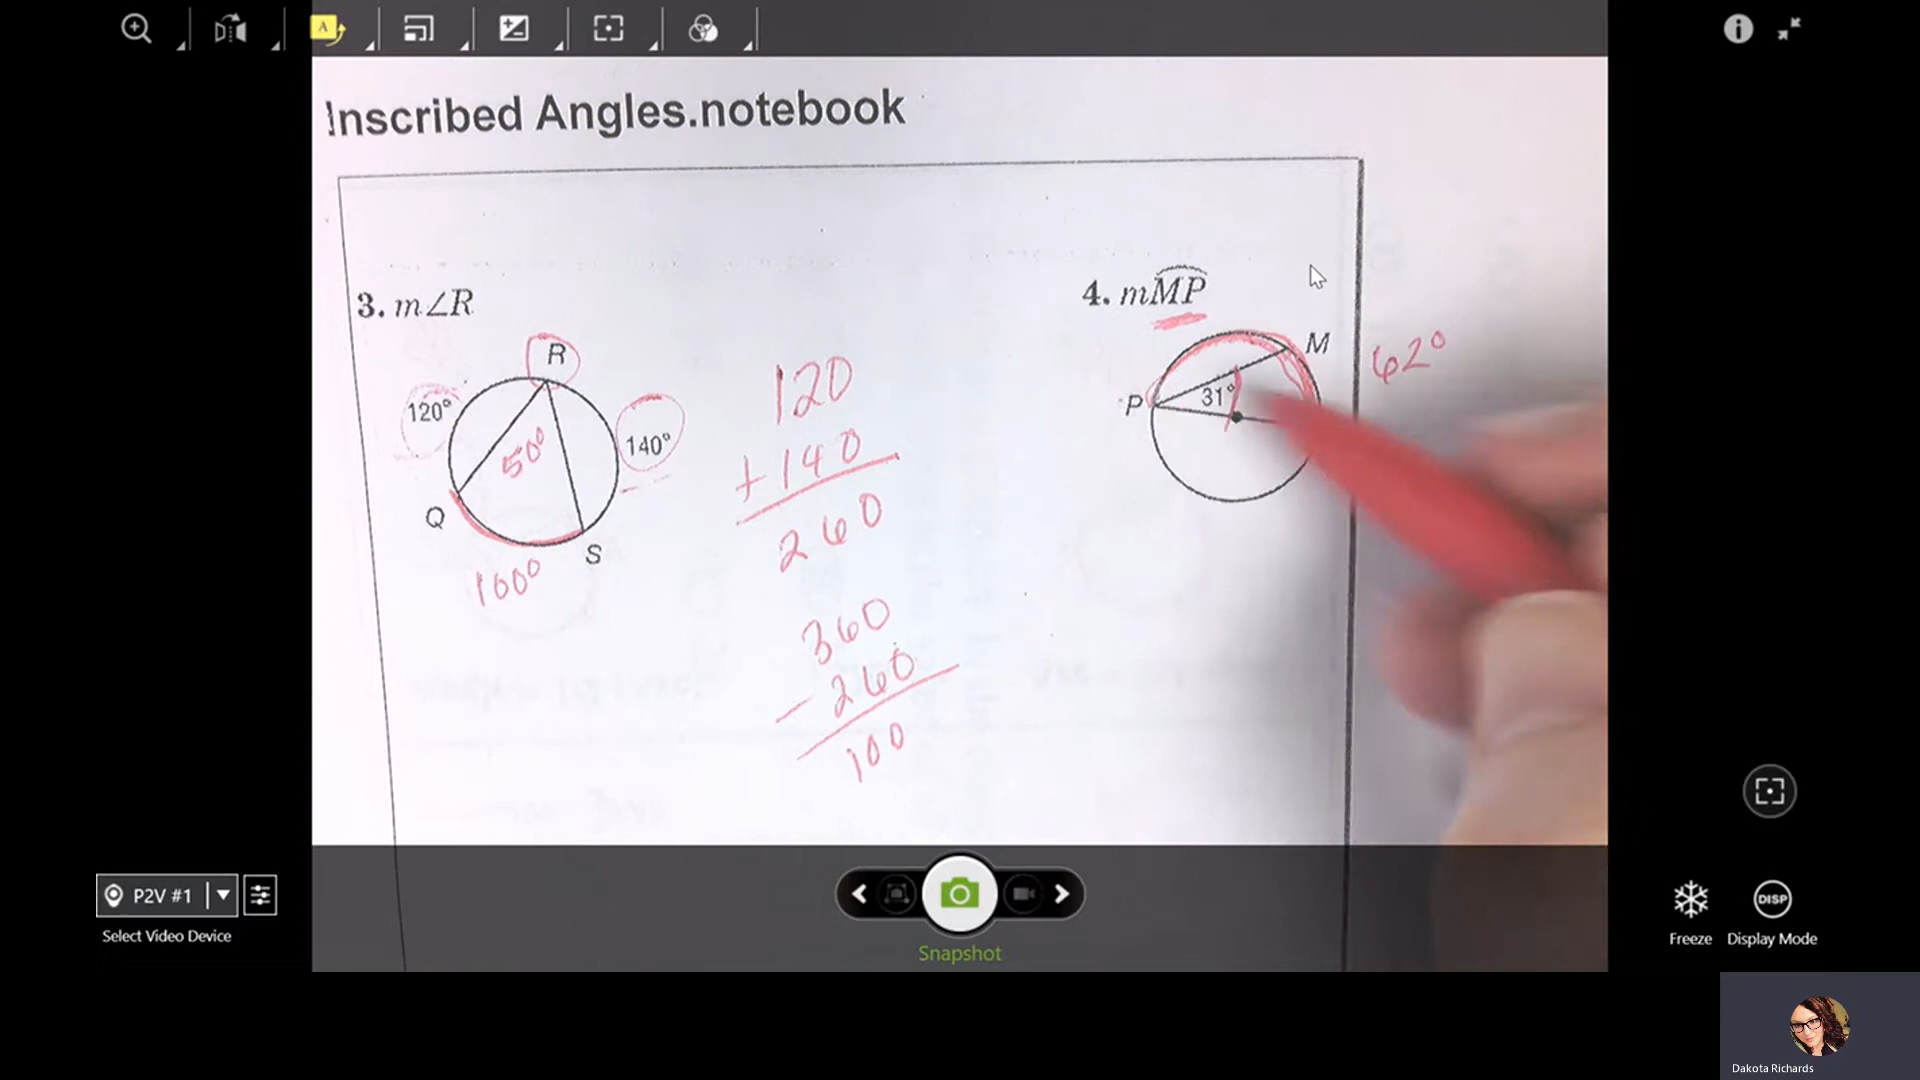 Inscribed Angles.notebook
3. m∠R
4. mMP
R
120°
50°
140°
Q
S
100°
120
+ 140
260
360
- 260
100
M
62°
P
31°
P2V #1
Select Video Device
Snapshot
Freeze
DISP
Display Mode
Dakota Richards